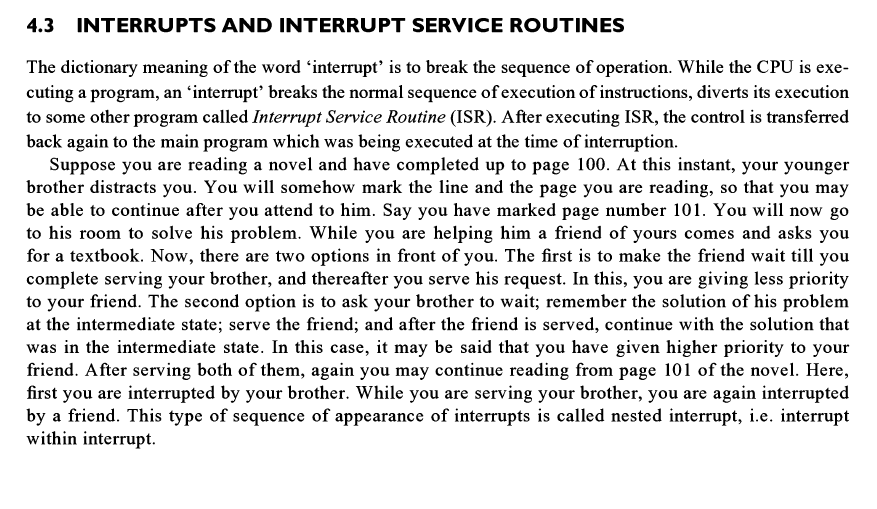 4.3 INTERRUPTS AND INTERRUPT SERVICE ROUTINES
The dictionary meaning of the word ‘interrupt’ is to break the sequence of operation. While the CPU is exe-
cuting a program, an ‘interrupt’ breaks the normal sequence of execution of instructions, diverts its execution
to some other program called Interrupt Service Routine (ISR). After executing ISR, the control is transferred
back again to the main program which was being executed at the time of interruption.
Suppose you are reading a novel and have completed up to page 100. At this instant, your younger
brother distracts you. You will somehow mark the line and the page you are reading, so that you may
be able to continue after you attend to him. Say you have marked page number 101. You will now go
to his room to solve his problem. While you are helping him a friend of yours comes and asks you
for a textbook. Now, there are two options in front of you. The first is to make the friend wait till you
complete serving your brother, and thereafter you serve his request. In this, you are giving less priority
to your friend. The second option is to ask your brother to wait; remember the solution of his problem
at the intermediate state; serve the friend; and after the friend is served, continue with the solution that
was in the intermediate state. In this case, it may be said that you have given higher priority to your
friend. After serving both of them, again you may continue reading from page 101 of the novel. Here,
first you are interrupted by your brother. While you are serving your brother, you are again interrupted
by a friend. This type of sequence of appearance of interrupts is called nested interrupt, i.e. interrupt
within interrupt.